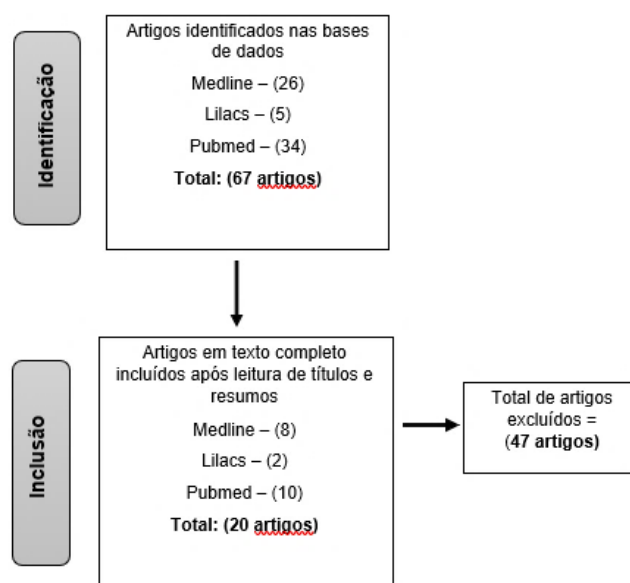 Identificação
Artigos identificados nas bases
de dados
Medline – (26)
Lilacs – (5)
Pubmed – (34)
Total: (67 artigos)
Inclusão
Artigos em texto completo
incluídos após leitura de títulos e
resumos
Medline – (8)
Lilacs – (2)
Pubmed – (10)
Total: (20 artigos)
Total de artigos
excluídos =
(47 artigos)